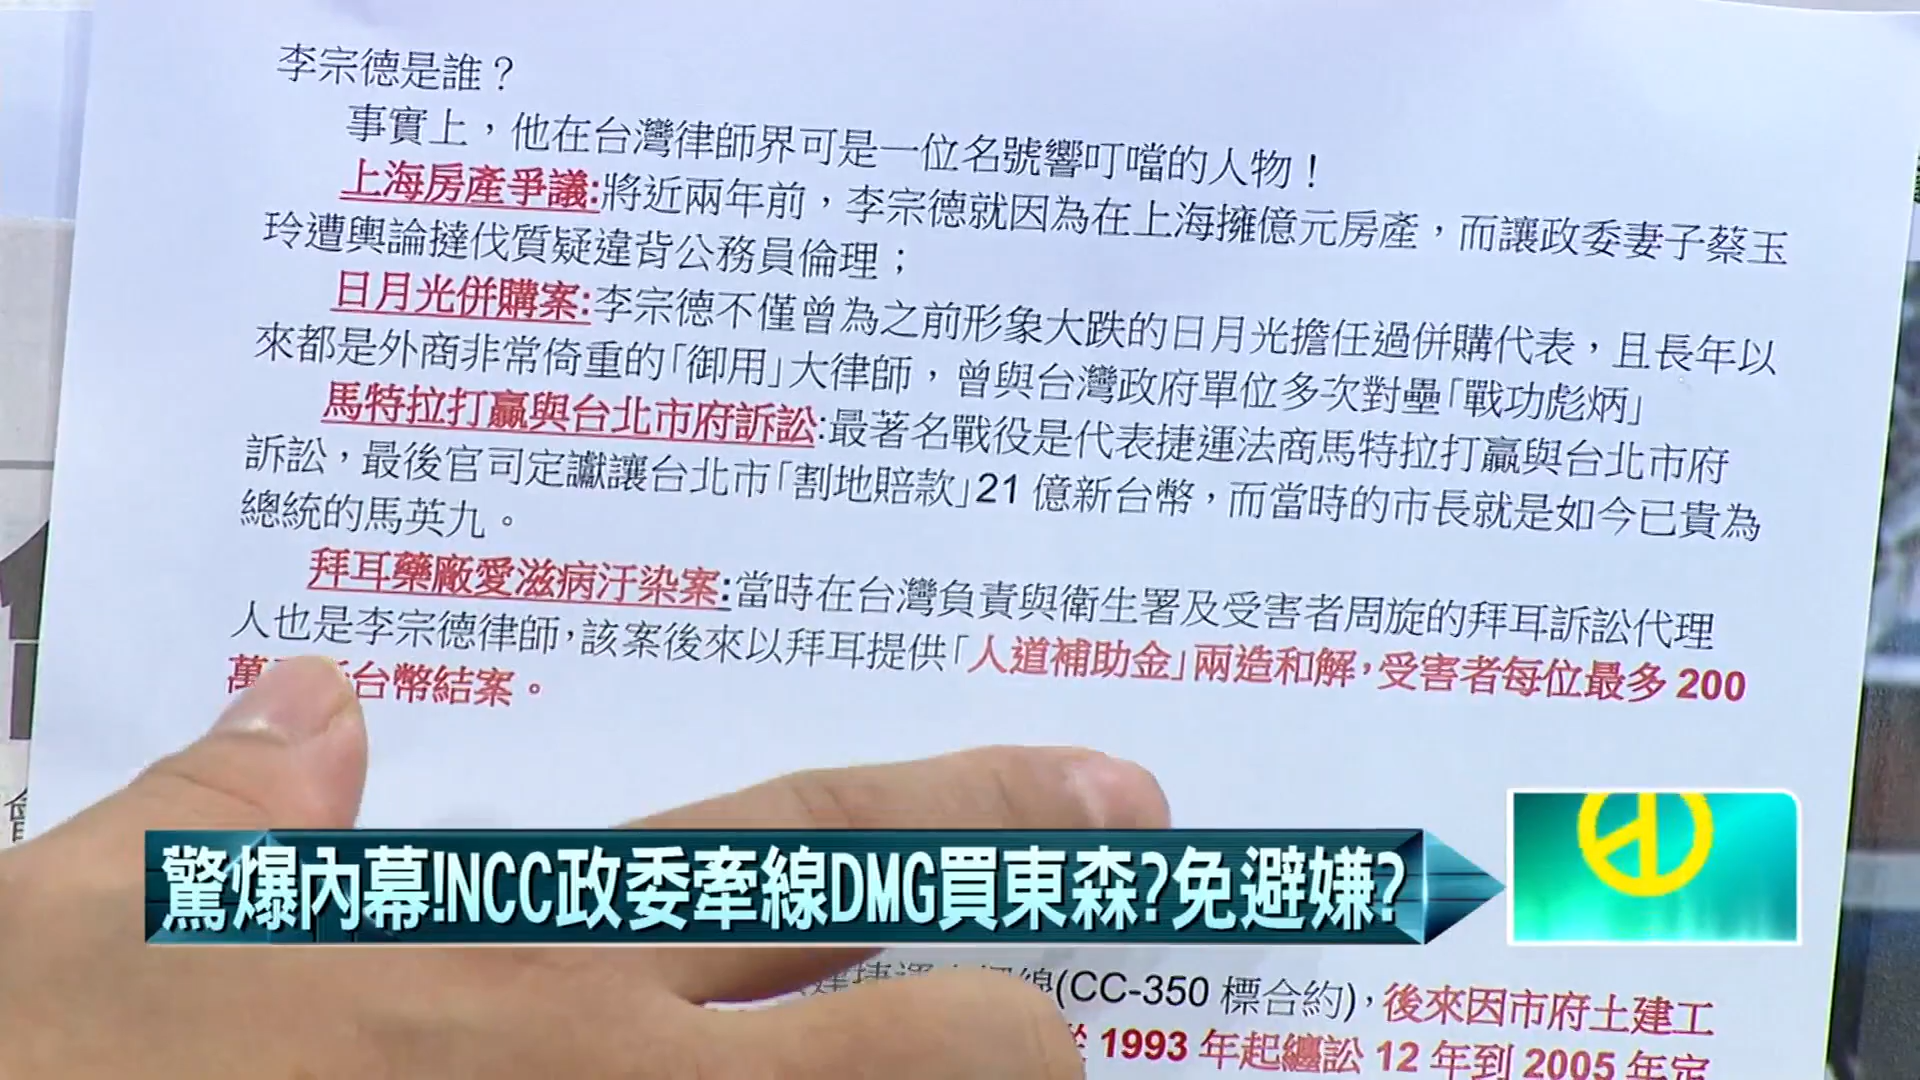 李宗德是誰？
事實上，他在台灣律師界可是一位名號響叮噹的人物！
上海房產爭議:將近兩年前，李宗德就因為在上海擁億元房產，而讓政委妻子蔡玉
玲遭輿論撻伐質疑違背公務員倫理；
日月光併購案:李宗德不僅曾為之前形象大跌的日月光擔任過併購代表，且長年以
來都是外商非常倚重的「御用」大律師，曾與台灣政府單位多次對壘「戰功彪炳」
馬特拉打贏與台北市府訴訟:最著名戰役是代表捷運法商馬特拉打贏與台北市府
訴訟，最後官司定讞讓台北市「割地賠款」21 億新台幣，而當時的市長就是如今已貴為
總統的馬英九。
拜耳藥廠愛滋病汙染案:當時在台灣負責與衛生署及受害者周旋的拜耳訴訟代理
人也是李宗德律師，該案後來以拜耳提供「人道補助金」兩造和解，受害者每位最多 200
萬 台幣結案。
驚爆內幕!NCC政委牽線DMG買東森?免避嫌?
線(CC-350 標合約)，後來因市府土建工
1993 年起纏訟 12 年到 2005 年定